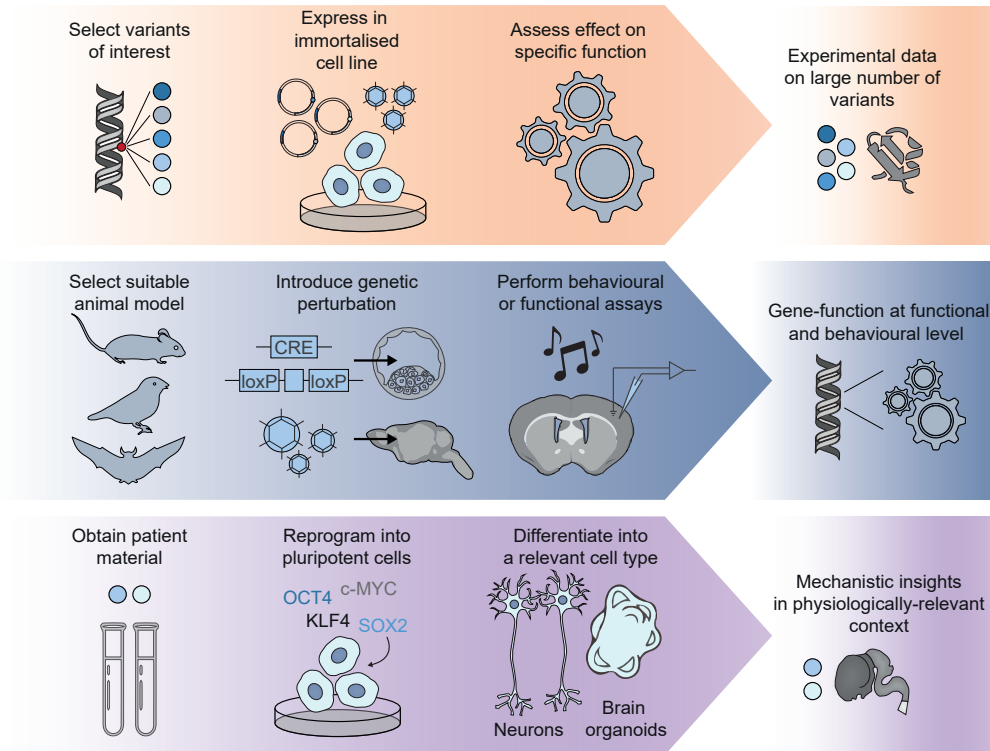 Select variants
of interest
Express in
immortalised
cell line
Assess effect on
specific function
Experimental data
on large number of
variants
Select suitable
animal model
Introduce genetic
perturbation
CRE
loxP
loxP
Perform behavioural
or functional assays
Gene-function at functional
and behavioural level
Obtain patient
material
Reprogram into
pluripotent cells
OCT4
c-MYC
KLF4
SOX2
Differentiate into
a relevant cell type
Neurons
Brain
organoids
Mechanistic insights
in physiologically-relevant
context